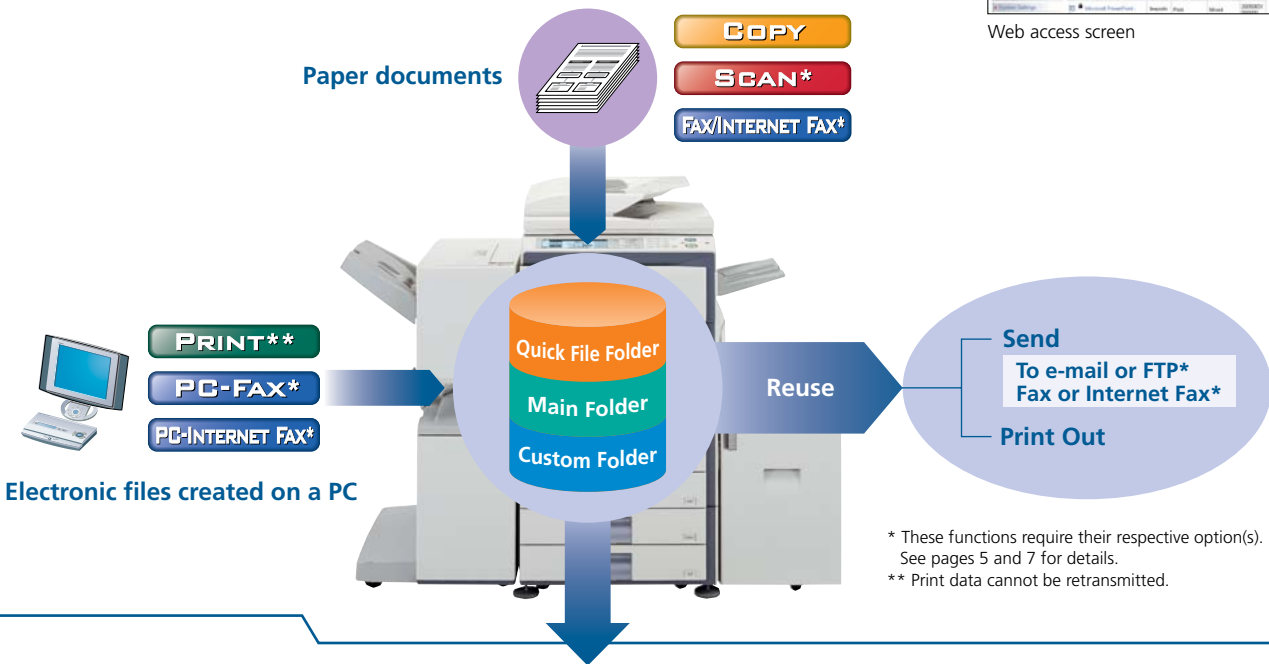 Web access screen
Paper documents
COPY
SCAN*
FAX/INTERNET FAX*
PRINT**
PC-FAX*
PC-INTERNET FAX*
Electronic files created on a PC
Quick File Folder
Main Folder
Custom Folder
Reuse
Send
To e-mail or FTP*
Fax or Internet Fax*
Print Out
* These functions require their respective option(s).
See pages 5 and 7 for details.
** Print data cannot be retransmitted.